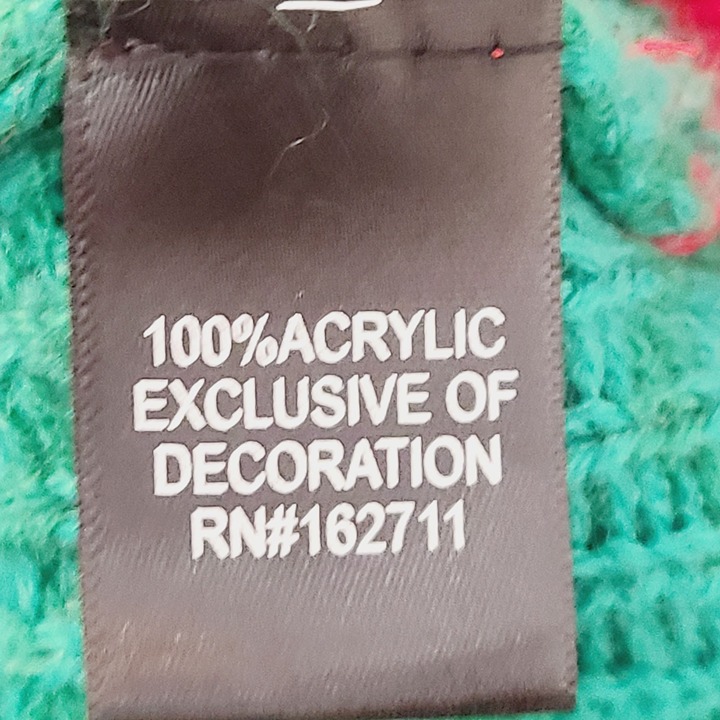 100%ACRYLIC
EXCLUSIVE OF
DECORATION
RN#162711